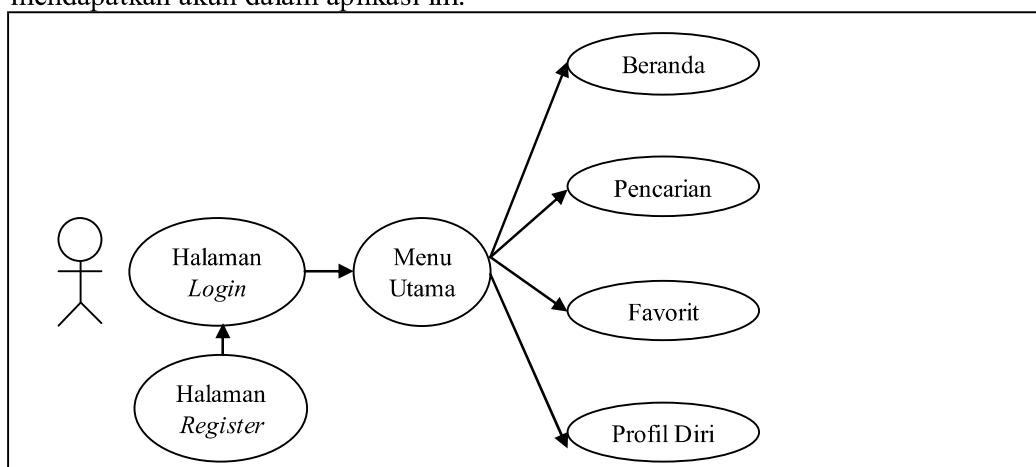 mendapatkan akun dalam aplikasi ini.
Beranda
Pencarian
Halaman
Login
Menu
Utama
Favorit
Halaman
Register
Profil Diri